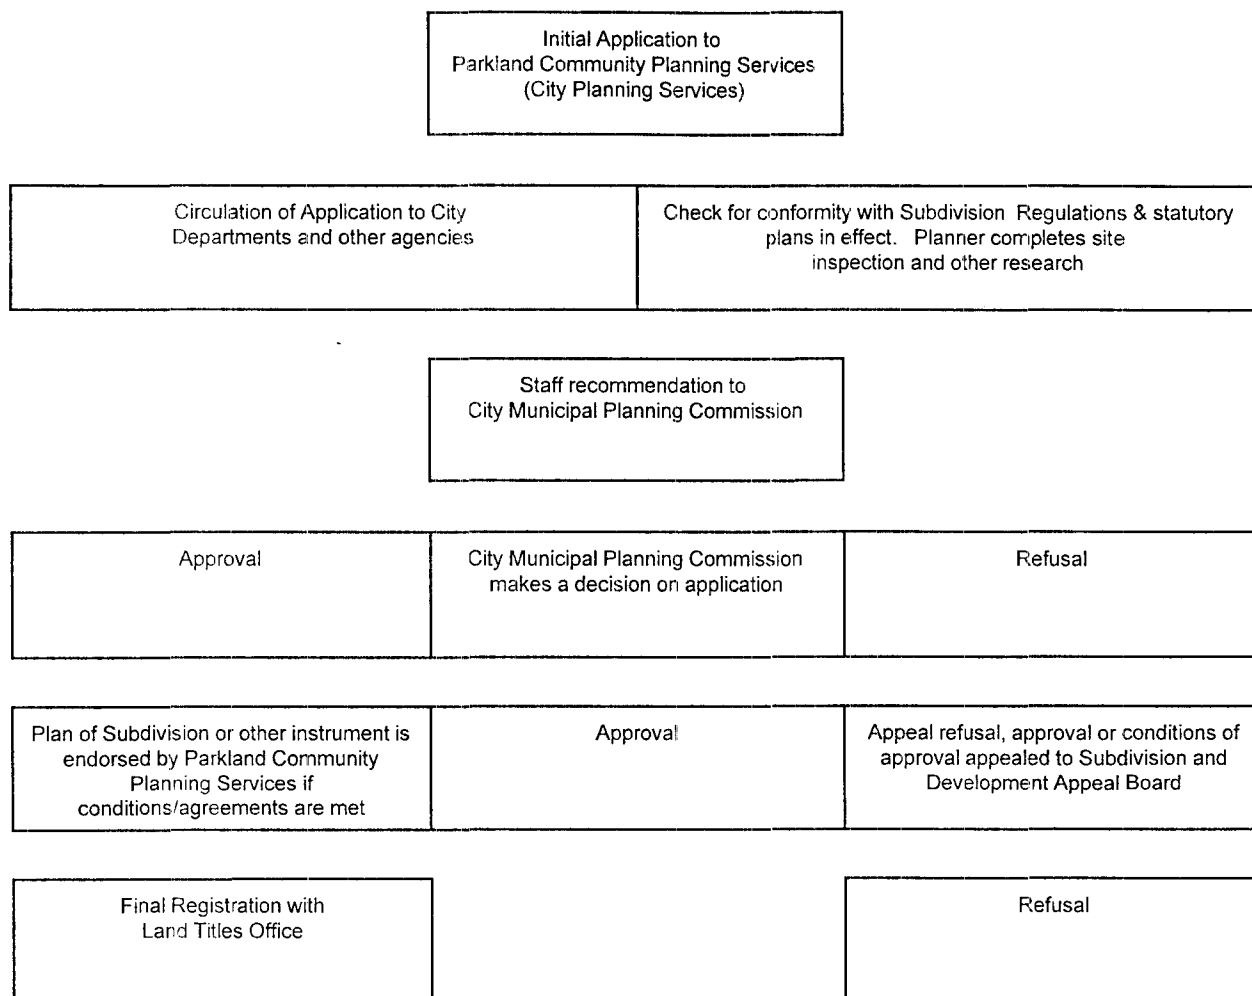 Initial Application to
Parkland Community Planning Services
(City Planning Services)
Circulation of Application to City
Departments and other agencies
Check for conformity with Subdivision Regulations & statutory
plans in effect. Planner completes site
inspection and other research
Staff recommendation to
City Municipal Planning Commission
Approval
City Municipal Planning Commission
makes a decision on application
Refusal
Plan of Subdivision or other instrument is
endorsed by Parkland Community
Planning Services if
conditions/agreements are met
Approval
Appeal refusal, approval or conditions of
approval appealed to Subdivision and
Development Appeal Board
Final Registration with
Land Titles Office
Refusal